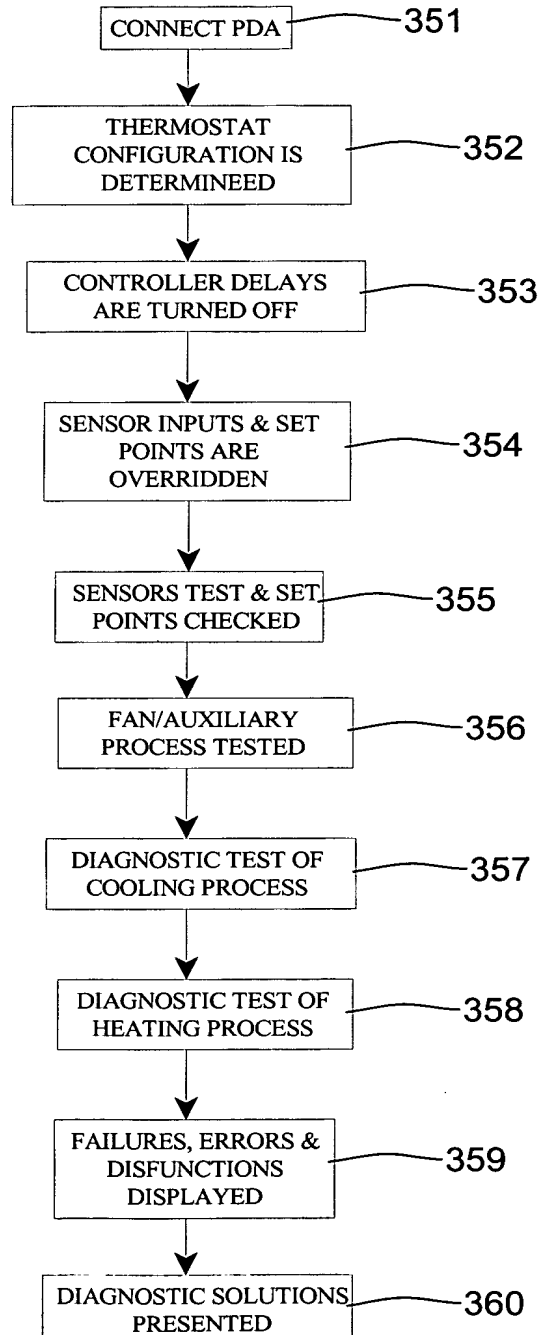 CONNECT PDA
351
THERMOSTAT
CONFIGURATION IS
DETERMINEED
352
CONTROLLER DELAYS
ARE TURNED OFF
353
SENSOR INPUTS & SET
POINTS ARE
OVERRIDDEN
354
SENSORS TEST & SET
POINTS CHECKED
355
FAN/AUXILIARY
PROCESS TESTED
356
DIAGNOSTIC TEST OF
COOLING PROCESS
357
DIAGNOSTIC TEST OF
HEATING PROCESS
358
FAILURES, ERRORS &
DISFUNCTIONS
DISPLAYED
359
DIAGNOSTIC SOLUTIONS
PRESENTED
360